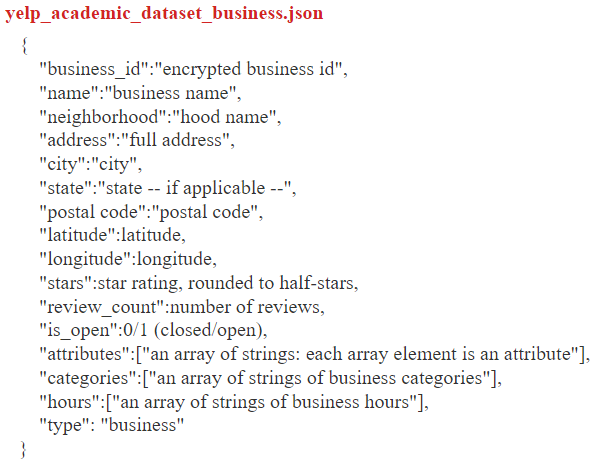 yelp_academic_dataset_business.json
{
"business_id":"encrypted business id",
"name":"business name",
"neighborhood":"hood name",
"address":"full address",
"city":"city",
"state":"state -- if applicable --",
"postal code":"postal code",
"latitude":latitude,
"longitude":longitude,
"stars":star rating, rounded to half-stars,
"review_count":number of reviews,
"is_open":0/1 (closed/open),
"attributes":["an array of strings: each array element is an attribute"],
"categories":["an array of strings of business categories"],
"hours":["an array of strings of business hours"],
"type": "business"
}